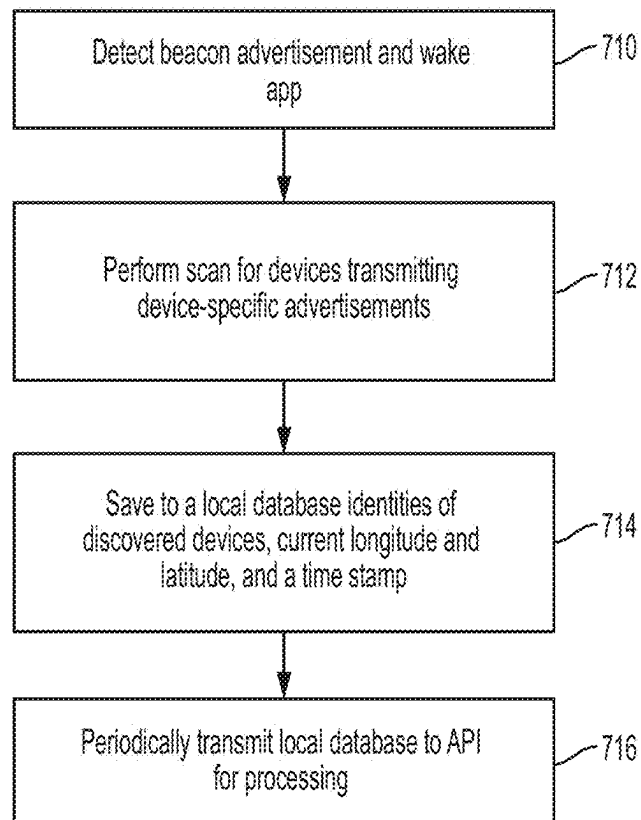 Detect beacon advertisement and wake
app
710
Perform scan for devices transmitting
device-specific advertisements
712
Save to a local database identities of
discovered devices, current longitude and
latitude, and a time stamp
714
Periodically transmit local database to API
for processing
716